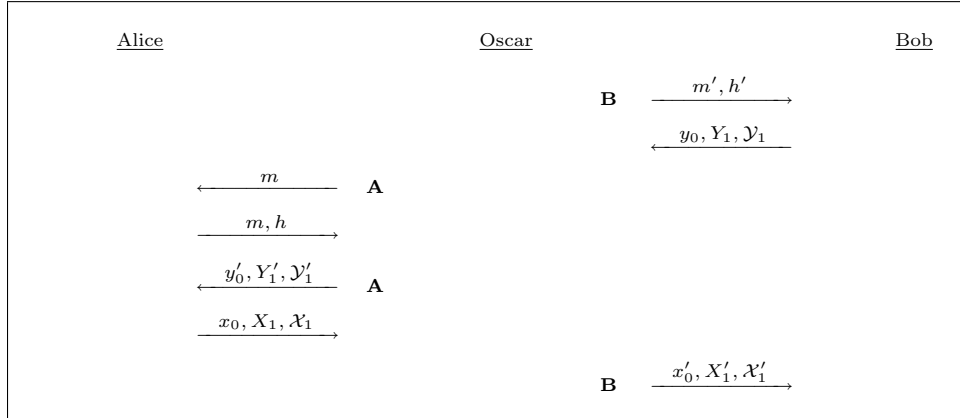 Alice Oscar Bob
B m′, h′
y₀, Y₁, 𝒴₁
m A
m, h
y′₀, Y′₁, 𝒴′₁ A
x₀, X₁, 𝒳₁
B x′₀, X′₁, 𝒳′₁